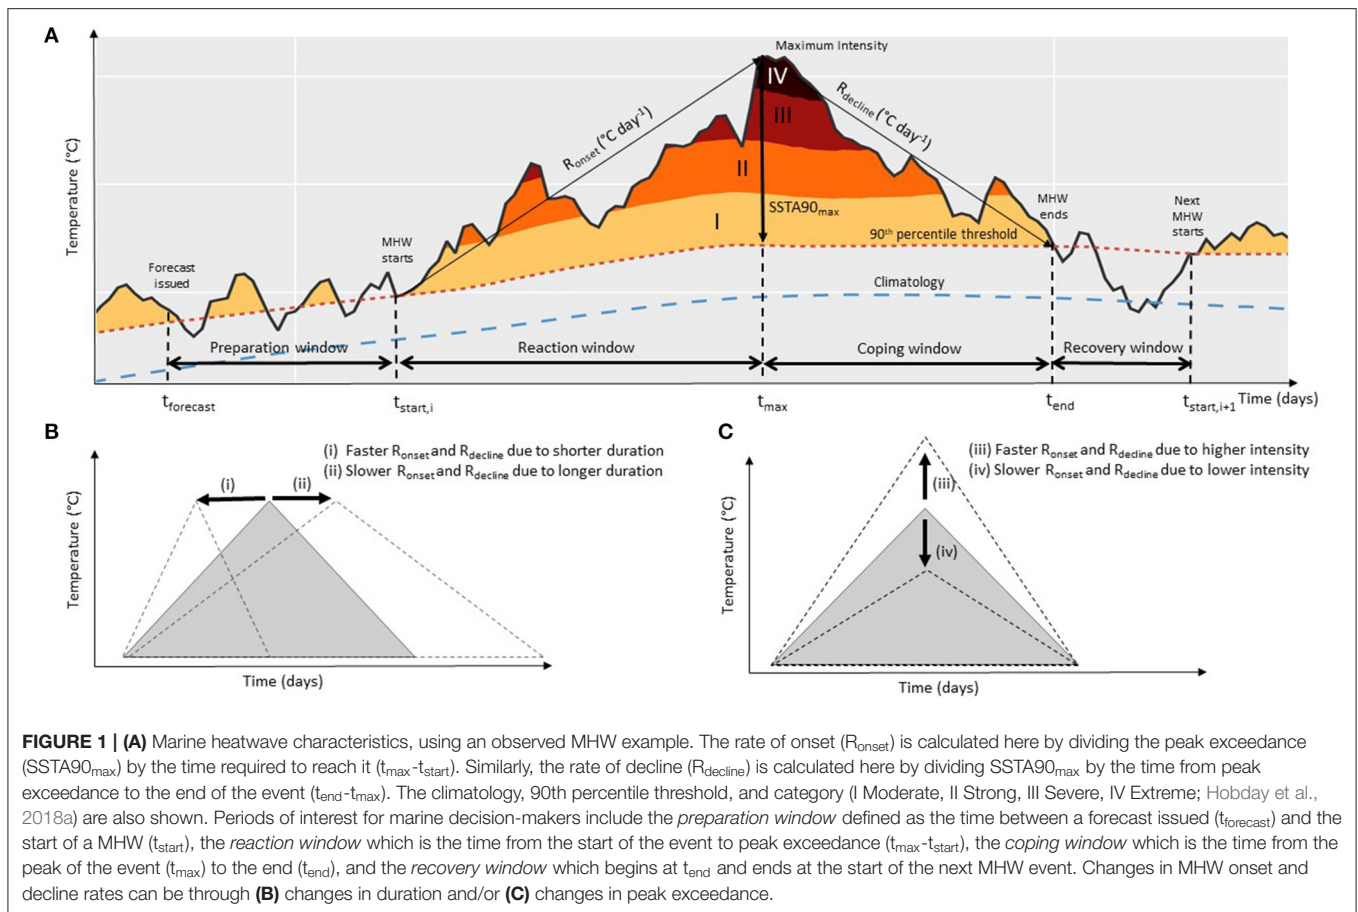 A
Maximum Intensity
IV
III
II
I
Temperature (°C)
Ronset (°C day-1)
Rdecline (°C day-1)
SSTA90max
MHW
ends
Next
MHW
starts
MHW
starts
90th percentile threshold
Forecast
issued
Climatology
Preparation window
Reaction window
Coping window
Recovery window
tforecast
tstart,i
tmax
tend
tstart,i+1
Time (days)
B
(i) Faster Ronset and Rdecline due to shorter duration
(ii) Slower Ronset and Rdecline due to longer duration
(i)
(ii)
Temperature (°C)
Time (days)
C
(iii) Faster Ronset and Rdecline due to higher intensity
(iv) Slower Ronset and Rdecline due to lower intensity
(iii)
(iv)
Temperature (°C)
Time (days)
FIGURE 1 | (A) Marine heatwave characteristics, using an observed MHW example. The rate of onset (Ronset) is calculated here by dividing the peak exceedance
(SSTA90max) by the time required to reach it (tmax-tstart). Similarly, the rate of decline (Rdecline) is calculated here by dividing SSTA90max by the time from peak
exceedance to the end of the event (tend-tmax). The climatology, 90th percentile threshold, and category (I Moderate, II Strong, III Severe, IV Extreme; Hobday et al.,
2018a) are also shown. Periods of interest for marine decision-makers include the preparation window defined as the time between a forecast issued (tforecast) and the
start of a MHW (tstart), the reaction window which is the time from the start of the event to peak exceedance (tmax-tstart), the coping window which is the time from the
peak of the event (tmax) to the end (tend), and the recovery window which begins at tend and ends at the start of the next MHW event. Changes in MHW onset and
decline rates can be through (B) changes in duration and/or (C) changes in peak exceedance.